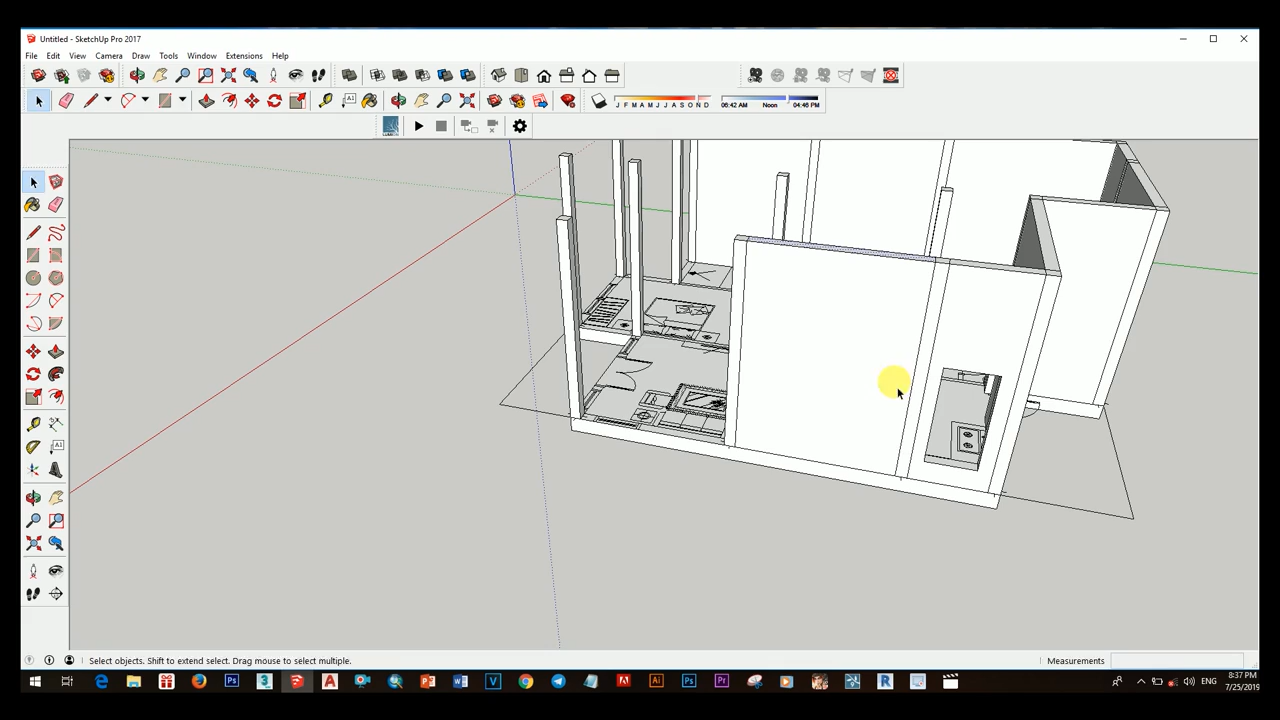 Untitled - SketchUp Pro 2017
File Edit View Camera Draw Tools Window Extensions Help
J F M A M J J A S O N D 06:42 AM Noon 04:46 PM
LUMION
Select objects. Shift to extend select. Drag mouse to select multiple. Measurements
ENG 8:37 PM
7/25/2019